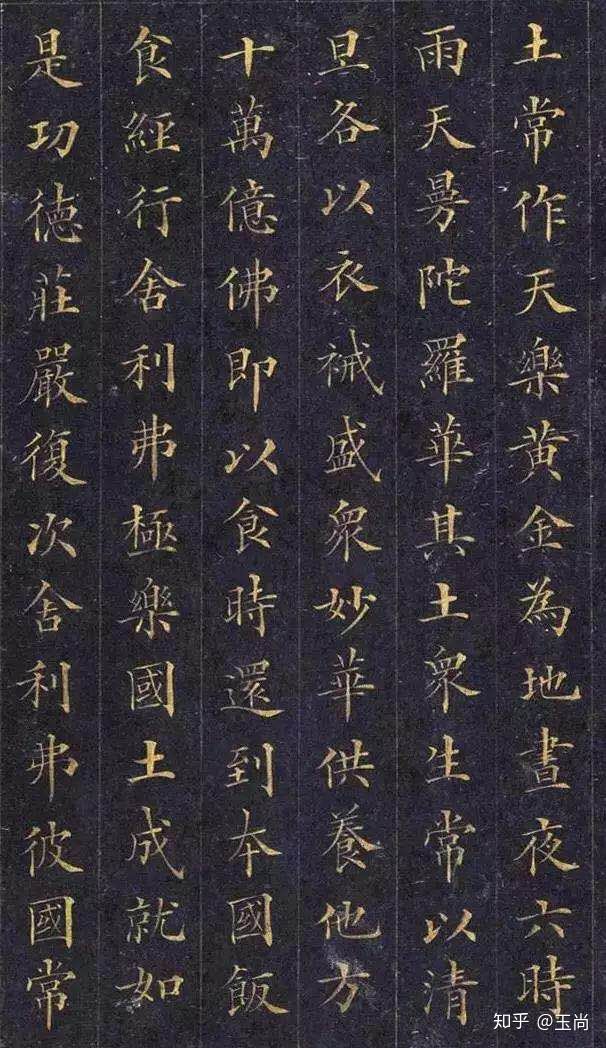 土常作天樂黃金為地晝夜六時
雨天曼陀羅華其土衆生常以清
旦各以衣祴盛衆妙華供養他方
十萬億佛即以食時還到本國飯
食經行舍利弗極樂國土成就如
是功德莊嚴復次舍利弗彼國常
知乎 @玉尚